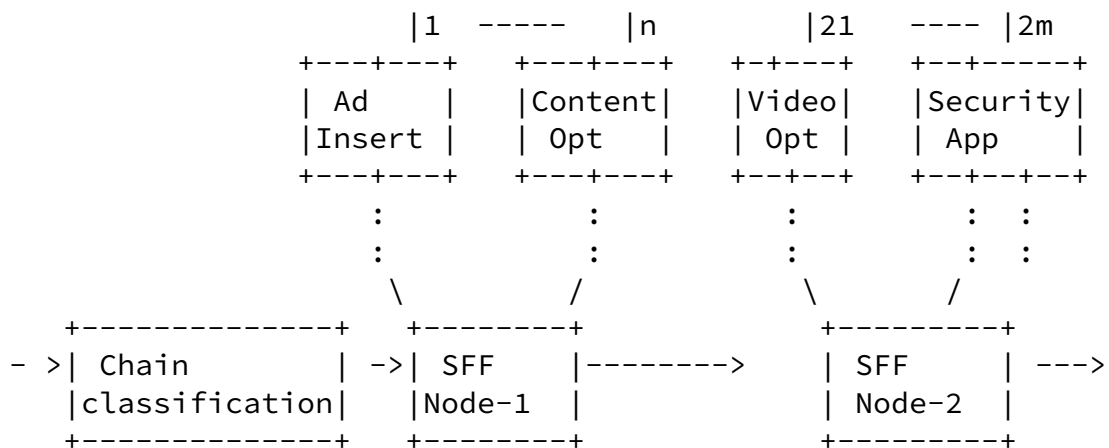 |1  -----  |n         |21   ---- |2m
+---+---+   +---+---+   +-+---+   +--+-----+
| Ad    |   |Content|   |Video|   |Security|
|Insert |   | Opt   |   | Opt |   | App    |
+---+---+   +---+---+   +--+--+   +--+--+--+
:           :          :         :  :
:           :          :         :  :
\         /            \       /
+--------------+   +--------+             +---------+
- >| Chain        | ->| SFF    |-------->    | SFF     | --->
|classification|   |Node-1  |             | Node-2  |
+--------------+   +--------+             +---------+